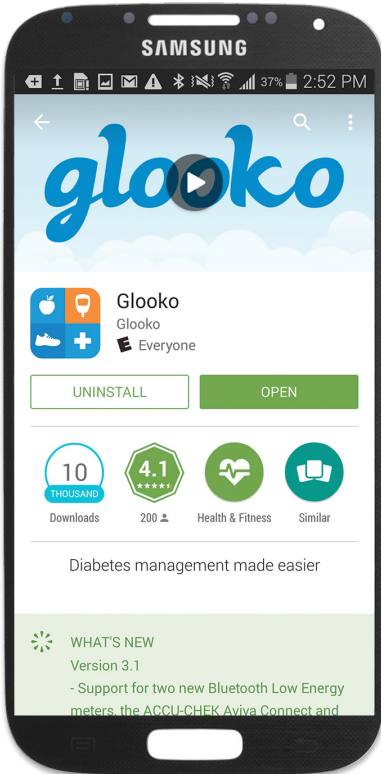 SAMSUNG
37% 2:52 PM
glooko
Glooko
Glooko
E Everyone
UNINSTALL
OPEN
10
THOUSAND
Downloads
4.1
200
Health & Fitness
Similar
Diabetes management made easier
WHAT'S NEW
Version 3.1
- Support for two new Bluetooth Low Energy
meters, the ACCU-CHEK Aviva Connect and